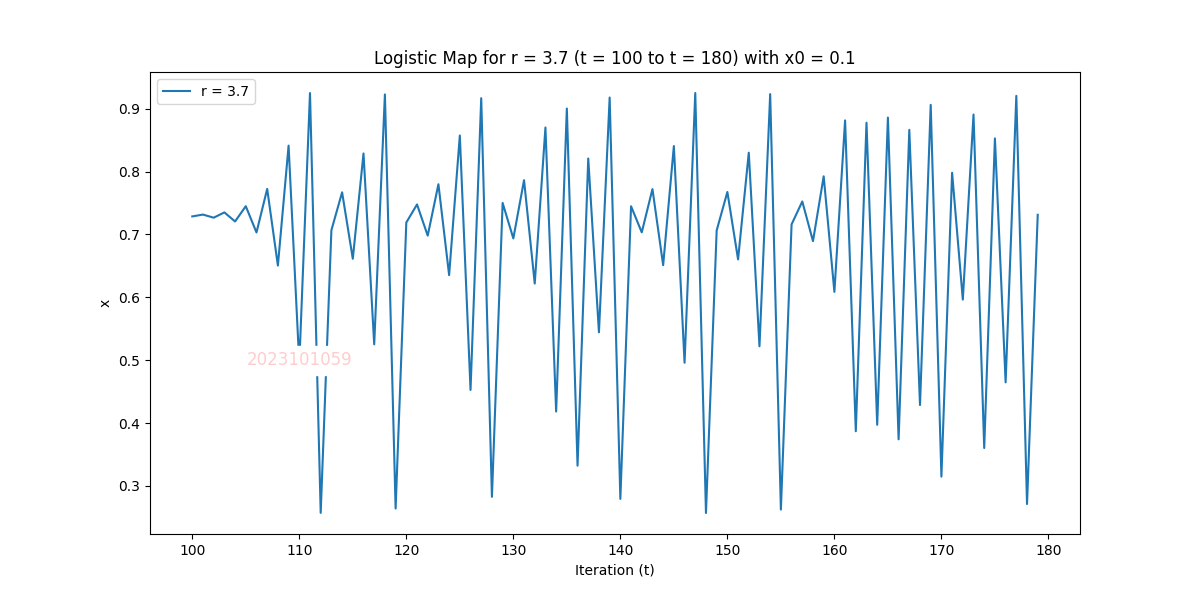 Logistic Map for r = 3.7 (t = 100 to t = 180) with x0 = 0.1
r = 3.7
0.9
0.8
0.7
0.6
0.5
0.4
0.3
x
2023101059
100 110 120 130 140 150 160 170 180
Iteration (t)